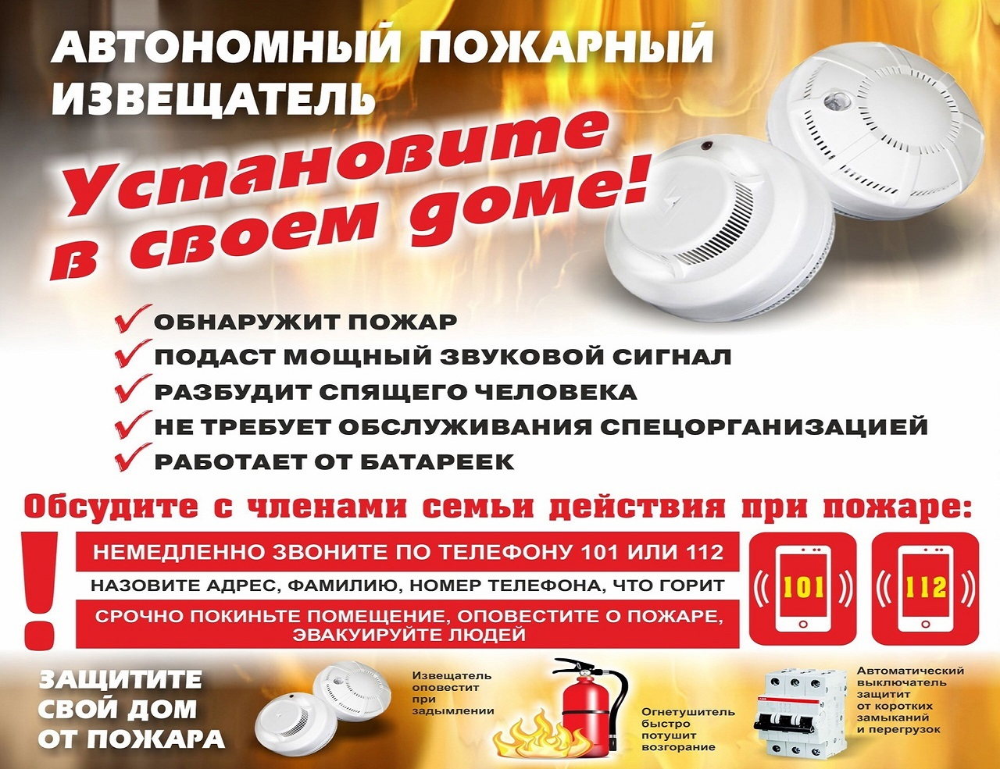 АВТОНОМНЫЙ ПОЖАРНЫЙ
ИЗВЕЩАТЕЛЬ
Установите
в своем доме!
ОБНАРУЖИТ ПОЖАР
ПОДАСТ МОЩНЫЙ ЗВУКОВОЙ СИГНАЛ
РАЗБУДИТ СПЯЩЕГО ЧЕЛОВЕКА
НЕ ТРЕБУЕТ ОБСЛУЖИВАНИЯ СПЕЦОРГАНИЗАЦИЕЙ
РАБОТАЕТ ОТ БАТАРЕЕК
Обсудите с членами семьи действия при пожаре:
!
НЕМЕДЛЕННО ЗВОНИТЕ ПО ТЕЛЕФОНУ 101 ИЛИ 112
НАЗОВИТЕ АДРЕС, ФАМИЛИЮ, НОМЕР ТЕЛЕФОНА, ЧТО ГОРИТ
СРОЧНО ПОКИНЬТЕ ПОМЕЩЕНИЕ, ОПОВЕСТИТЕ О ПОЖАРЕ,
ЭВАКУИРУЙТЕ ЛЮДЕЙ
101
112
ЗАЩИТИТЕ
СВОЙ ДОМ
ОТ ПОЖАРА
Извещатель
оповестит
при
задымлении
Огнетушитель
быстро
потушит
возгорание
Автоматический
выключатель
защитит
от коротких
замыканий
и перегрузок